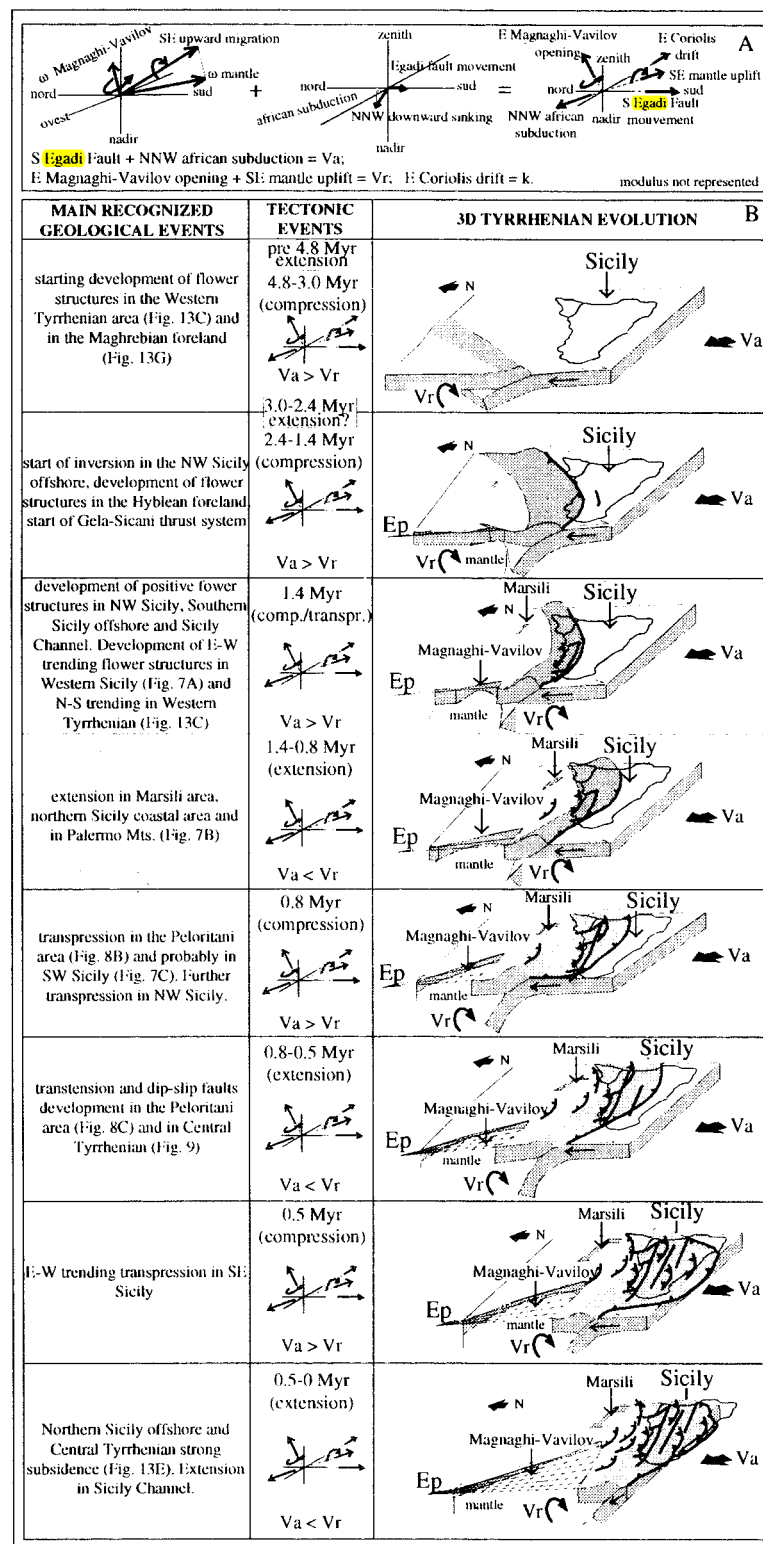 A
ω Magnaghi-Vavilov
SE upward migration
ω mantle
nord
sud
ovest
nadir
+
zenith
Egadi fault movement
sud
african subduction
NNW downward sinking
nadir
=
E Magnaghi-Vavilov
opening
zenith
E Coriolis
drift
SE mantle uplift
nord
sud
S Egadi Fault
mouvement
NNW african
subduction
nadir
S Egadi Fault + NNW african subduction = Va;
E Magnaghi-Vavilov opening + SE mantle uplift = Vr; E Coriolis drift = k.
modulus not represented
MAIN RECOGNIZED
GEOLOGICAL EVENTS
TECTONIC
EVENTS
3D TYRRHENIAN EVOLUTION
B
starting development of flower
structures in the Western
Tyrrhenian area (Fig. 13C) and
in the Maghrebian foreland
(Fig. 13G)
pre 4.8 Myr
extension
4.8-3.0 Myr
(compression)
Va > Vr
N
Sicily
Va
Vr
start of inversion in the NW Sicily
offshore, development of flower
structures in the Hyblean foreland,
start of Gela-Sicani thrust system
3.0-2.4 Myr
extension?
2.4-1.4 Myr
(compression)
Va > Vr
N
Sicily
Va
Ep
Vr
mantle
development of positive fower
structures in NW Sicily, Southern
Sicily offshore and Sicily
Channel. Development of E-W
trending flower structures in
Western Sicily (Fig. 7A) and
N-S trending in Western
Tyrrhenian (Fig. 13C)
1.4 Myr
(comp./transpr.)
Va > Vr
Marsili
N
Sicily
Magnaghi-Vavilov
Va
Ep
mantle
Vr
extension in Marsili area,
northern Sicily coastal area and
in Palermo Mts. (Fig. 7B)
1.4-0.8 Myr
(extension)
Va < Vr
Marsili
N
Sicily
Magnaghi-Vavilov
Va
Ep
mantle
Vr
transpression in the Peloritani
area (Fig. 8B) and probably in
SW Sicily (Fig. 7C). Further
transpression in NW Sicily.
0.8 Myr
(compression)
Va > Vr
Marsili
N
Sicily
Magnaghi-Vavilov
Va
Ep
mantle
Vr
transtension and dip-slip faults
development in the Peloritani
area (Fig. 8C) and in Central
Tyrrhenian (Fig. 9)
0.8-0.5 Myr
(extension)
Va < Vr
Marsili
N
Sicily
Magnaghi-Vavilov
Va
Ep
mantle
Vr
E-W trending transpression in SE
Sicily
0.5 Myr
(compression)
Va > Vr
Marsili
N
Sicily
Magnaghi-Vavilov
Va
Ep
mantle
Vr
Northern Sicily offshore and
Central Tyrrhenian strong
subsidence (Fig. 13E). Extension
in Sicily Channel.
0.5-0 Myr
(extension)
Va < Vr
Marsili
N
Sicily
Magnaghi-Vavilov
Va
Ep
mantle
Vr